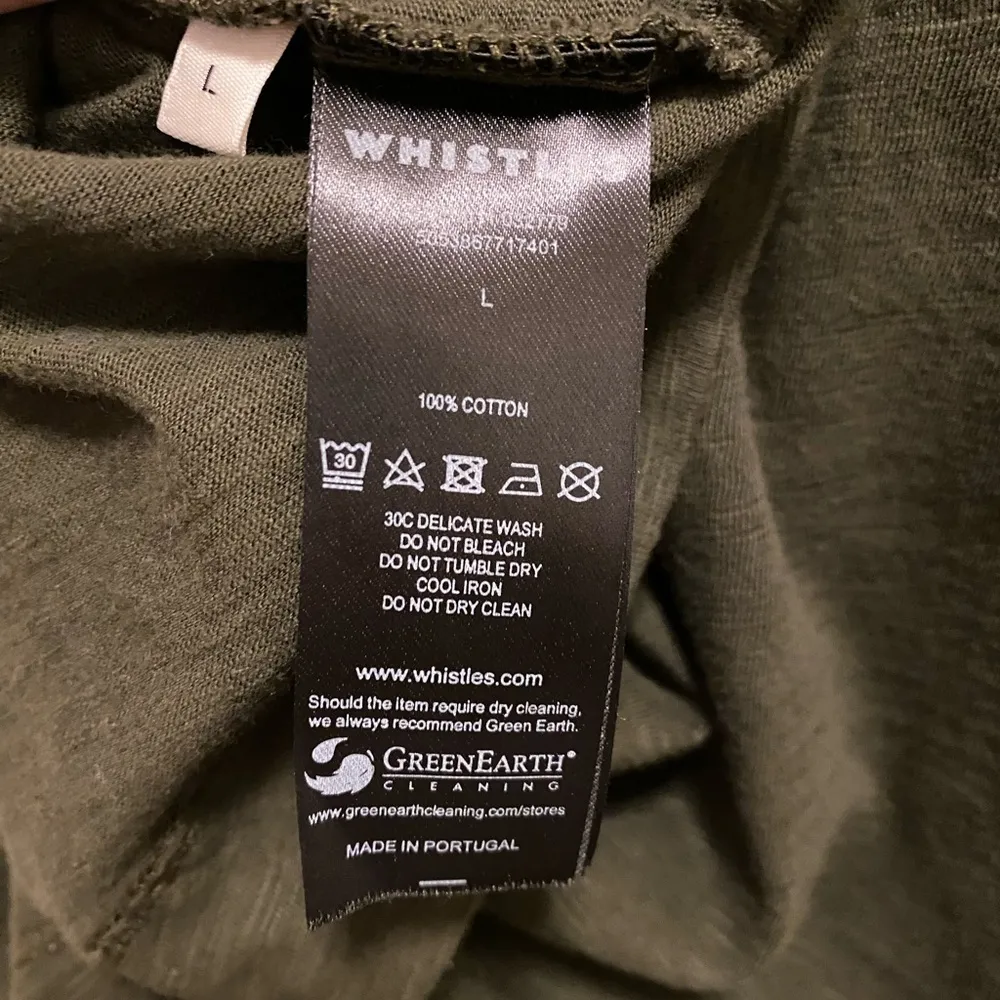 L
WHISTLES
5053867717401
L
100% COTTON
30
30C DELICATE WASH
DO NOT BLEACH
DO NOT TUMBLE DRY
COOL IRON
DO NOT DRY CLEAN
www.whistles.com
Should the item require dry cleaning,
we always recommend Green Earth.
GREENEARTH®
CLEANING
www.greenearthcleaning.com/stores
MADE IN PORTUGAL